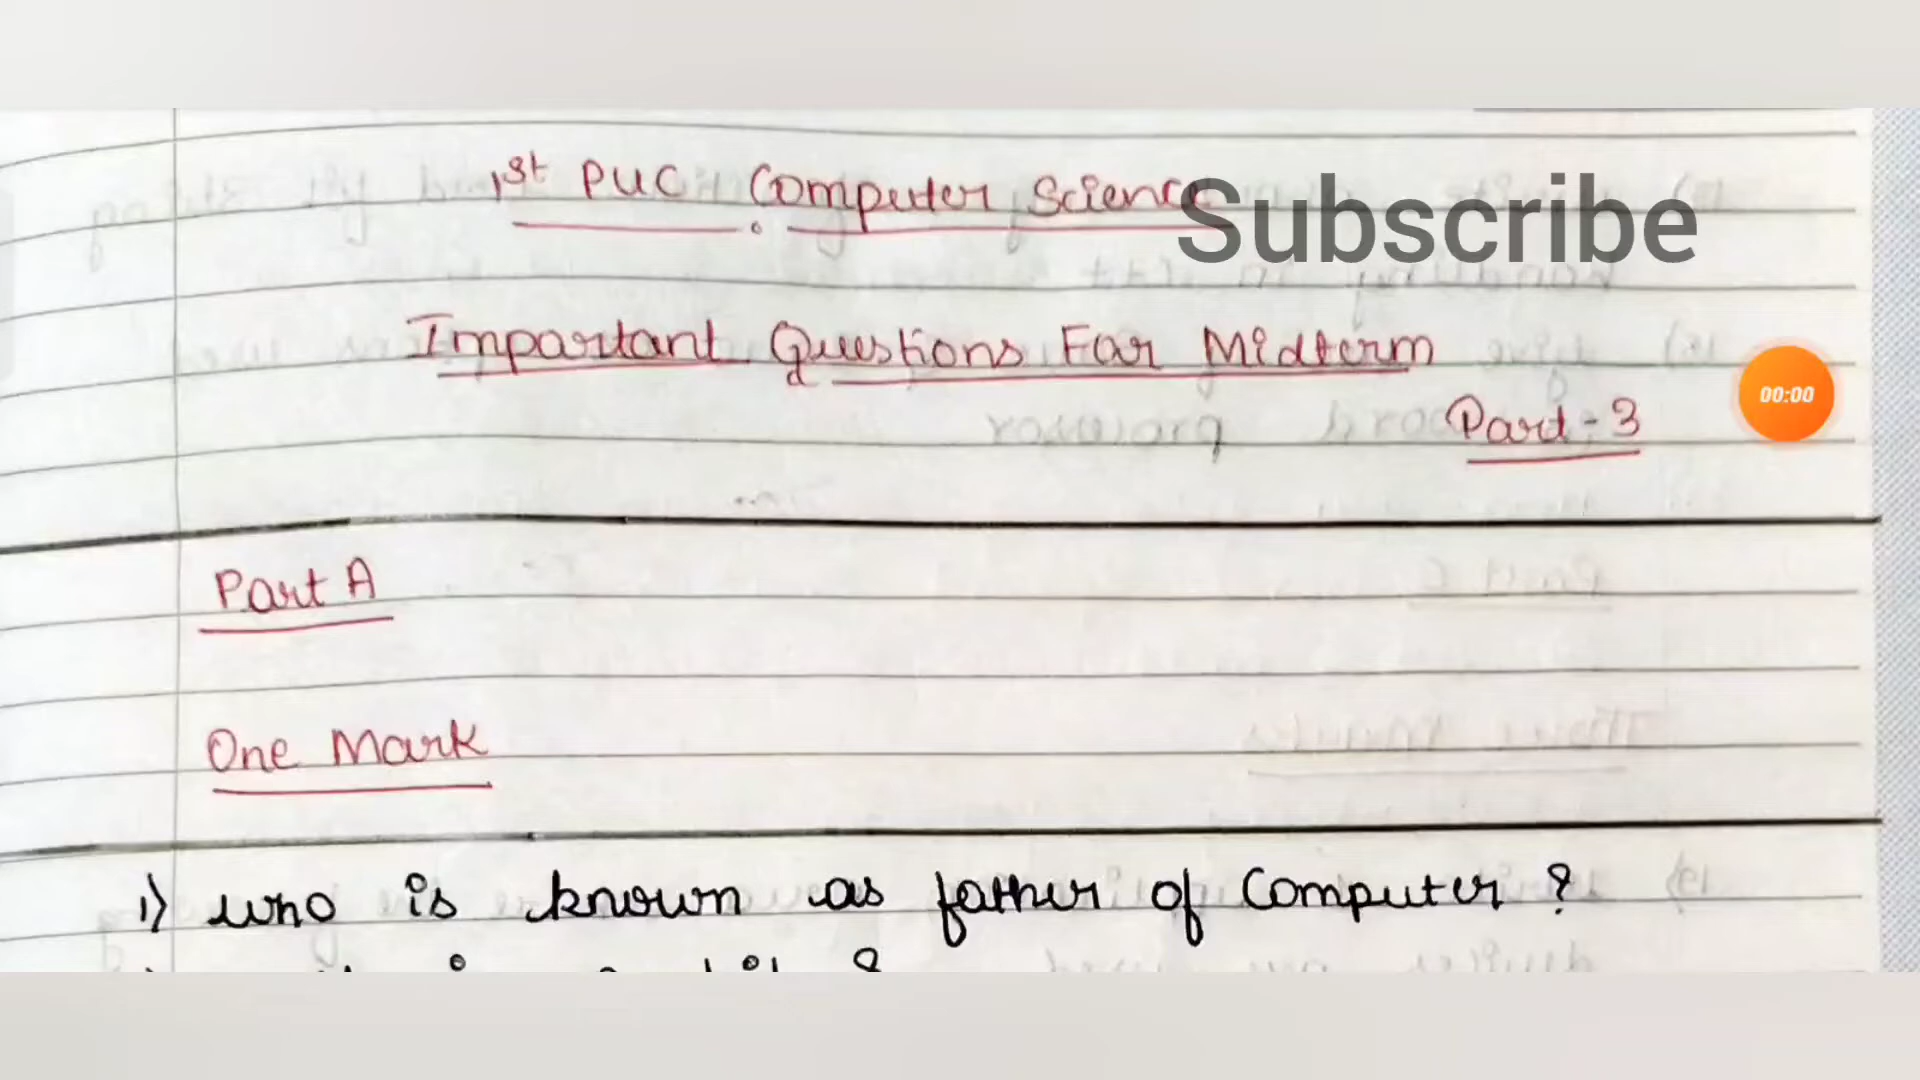 1st PUC Computer Science
Subscribe
Important Questions For Midterm
Part - 3
00:00
Part A
One Mark
1) who is known as father of Computer ?